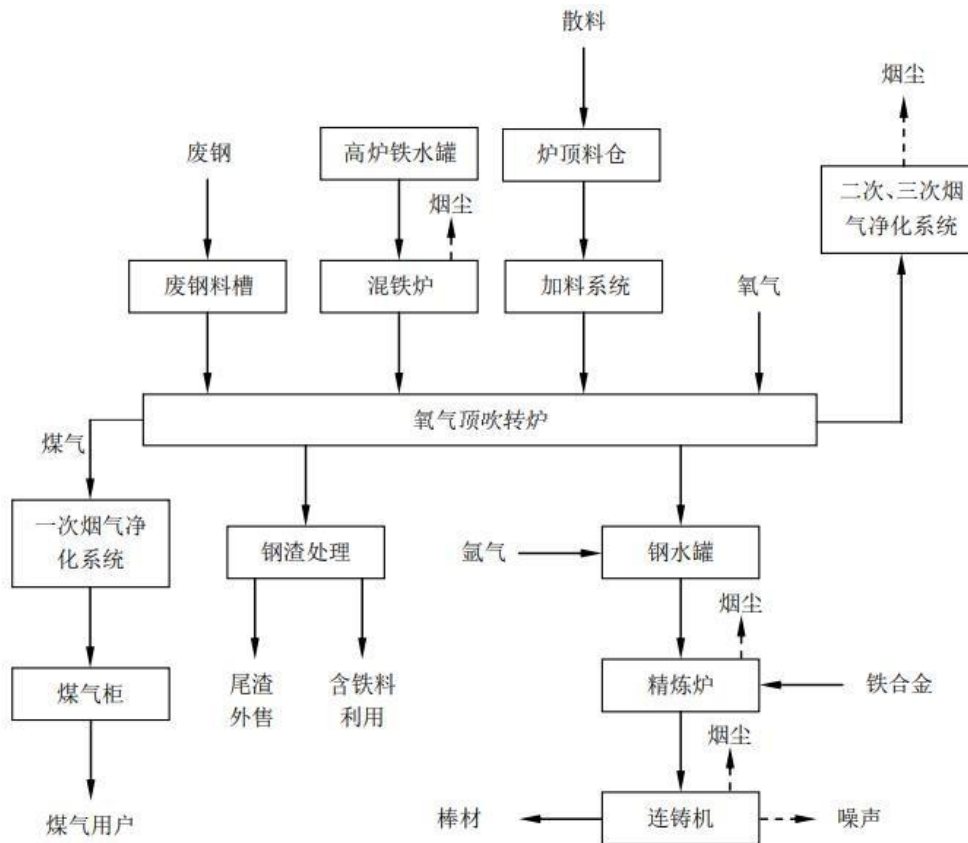 散料
烟尘
废钢
高炉铁水罐
炉顶料仓
二次、三次烟
气净化系统
烟尘
废钢料槽
混铁炉
加料系统
氧气
氧气顶吹转炉
煤气
一次烟气净
化系统
钢渣处理
氩气
钢水罐
烟尘
煤气柜
尾渣
外售
含铁料
利用
精炼炉
铁合金
烟尘
煤气用户
棒材
连铸机
噪声